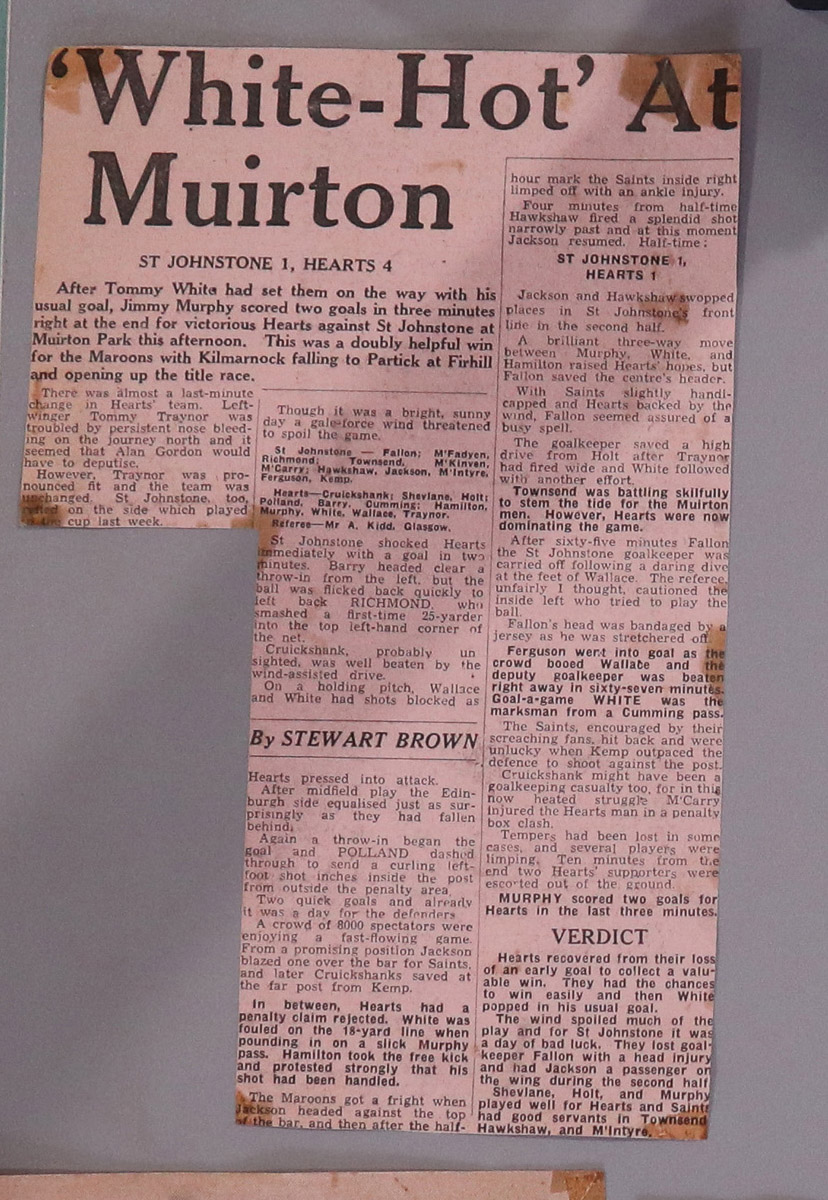 ‘White-Hot’ At
Muirton
ST JOHNSTONE 1, HEARTS 4
After Tommy White had set them on the way with his
usual goal, Jimmy Murphy scored two goals in three minutes
right at the end for victorious Hearts against St Johnstone at
Muirton Park this afternoon. This was a doubly helpful win
for the Maroons with Kilmarnock falling to Partick at Firhill
and opening up the title race.
There was almost a last-minute
change in Hearts' team. Left-
winger Tommy Traynor was
troubled by persistent nose bleed-
ing on the journey north and it
seemed that Alan Gordon would
have to deputise.
However, Traynor was pro-
nounced fit and the team was
unchanged. St Johnstone, too,
relied on the side which played
in the cup last week.
Though it was a bright, sunny
day a gale-force wind threatened
to spoil the game.
St Johnstone — Fallon; M'Fadyen,
Richmond; Townsend, M'Kinven,
M'Carry; Hawkshaw, Jackson, M'Intyre,
Ferguson, Kemp.
Hearts—Cruickshank; Shevlane, Holt;
Polland, Barry, Cumming; Hamilton,
Murphy, White, Wallace, Traynor.
Referee—Mr A. Kidd, Glasgow.
St Johnstone shocked Hearts
immediately with a goal in two
minutes. Barry headed clear a
throw-in from the left, but the
ball was flicked back quickly to
left back RICHMOND, who
smashed a first-time 25-yarder
into the top left-hand corner of
the net.
Cruickshank, probably un
sighted, was well beaten by the
wind-assisted drive.
On a holding pitch, Wallace
and White had shots blocked as
By STEWART BROWN
Hearts pressed into attack.
After midfield play the Edin-
burgh side equalised just as sur-
prisingly as they had fallen
behind.
Again a throw-in began the
goal and POLLAND dashed
through to send a curling left-
foot shot inches inside the post
from outside the penalty area.
Two quick goals and already
it was a day for the defenders
A crowd of 8000 spectators were
enjoying a fast-flowing game.
From a promising position Jackson
blazed one over the bar for Saints,
and later Cruickshanks saved at
the far post from Kemp.
In between, Hearts had a
penalty claim rejected. White was
fouled on the 18-yard line when
pounding in on a slick Murphy
pass. Hamilton took the free kick
and protested strongly that his
shot had been handled.
The Maroons got a fright when
Jackson headed against the top
of the bar, and then after the half-
hour mark the Saints inside right
limped off with an ankle injury.
Four minutes from half-time
Hawkshaw fired a splendid shot
narrowly past and at this moment
Jackson resumed. Half-time:
ST JOHNSTONE 1,
HEARTS 1
Jackson and Hawkshaw swopped
places in St Johnstone's front
line in the second half.
A brilliant three-way move
between Murphy, White, and
Hamilton raised Hearts' hopes, but
Fallon saved the centre's header.
With Saints slightly handi-
capped and Hearts backed by the
wind, Fallon seemed assured of a
busy spell.
The goalkeeper saved a high
drive from Holt after Traynor
had fired wide and White followed
with another effort.
Townsend was battling skilfully
to stem the tide for the Muirton
men. However, Hearts were now
dominating the game.
After sixty-five minutes Fallon
the St Johnstone goalkeeper was
carried off following a daring dive
at the feet of Wallace. The referee,
unfairly I thought, cautioned the
inside left who tried to play the
ball.
Fallon's head was bandaged by a
jersey as he was stretchered off.
Ferguson went into goal as the
crowd booed Wallace and the
deputy goalkeeper was beaten
right away in sixty-seven minutes.
Goal-a-game WHITE was the
marksman from a Cumming pass.
The Saints, encouraged by their
screaching fans, hit back and were
unlucky when Kemp outpaced the
defence to shoot against the post.
Cruickshank might have been a
goalkeeping casualty too, for in this
now heated struggle M'Carry
injured the Hearts man in a penalty
box clash.
Tempers had been lost in some
cases, and several players were
limping. Ten minutes from the
end two Hearts' supporters were
escorted out of the ground.
MURPHY scored two goals for
Hearts in the last three minutes.
VERDICT
Hearts recovered from their loss
of an early goal to collect a valu-
able win. They had the chances
to win easily and then White
popped in his usual goal.
The wind spoiled much of the
play and for St Johnstone it was
a day of bad luck. They lost goal-
keeper Fallon with a head injury
and had Jackson a passenger on
the wing during the second half
Shevlane, Holt, and Murphy
played well for Hearts and Saints
had good servants in Townsend
Hawkshaw, and M'Intyre.